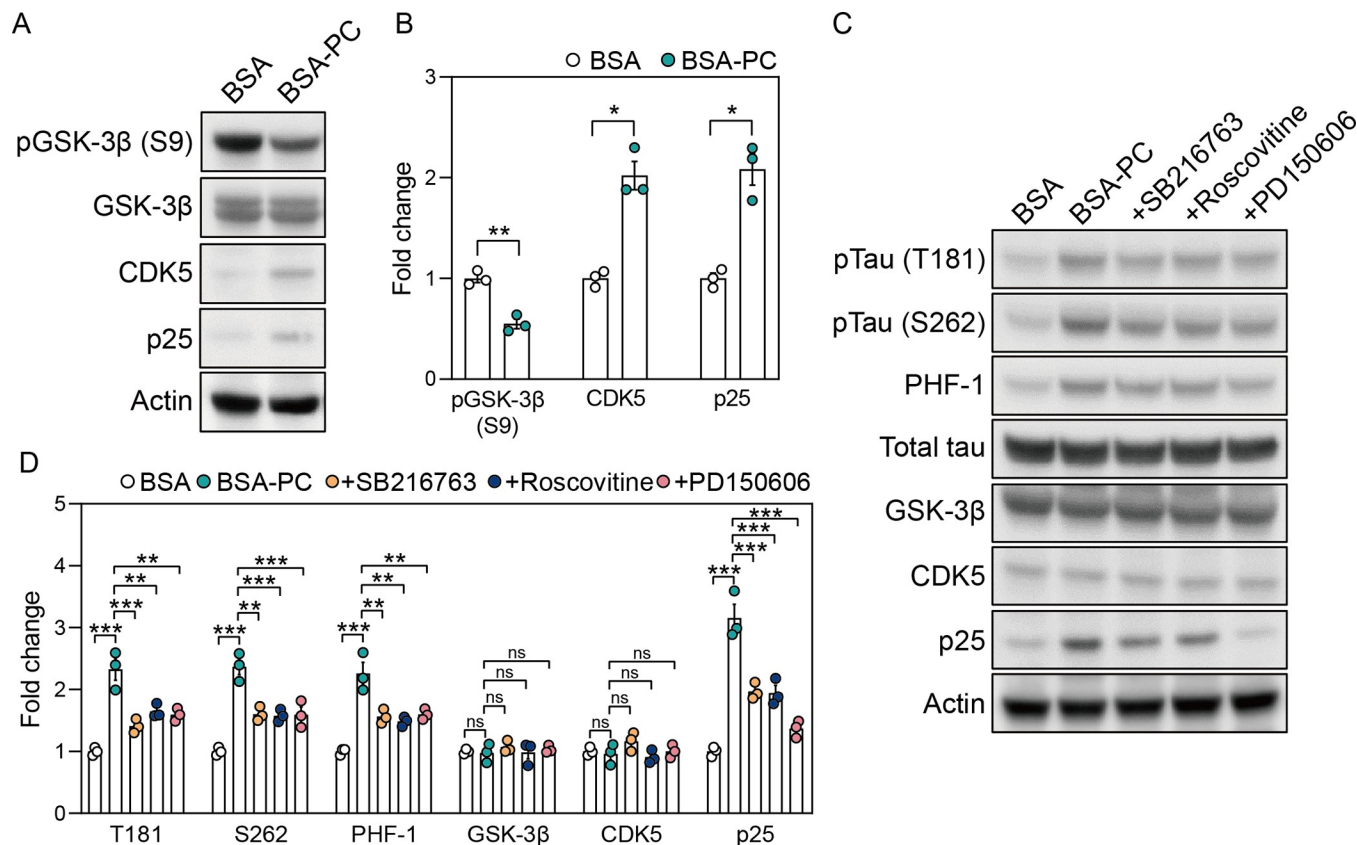 A
BSA
BSA-PC
pGSK-3β (S9)
GSK-3β
CDK5
p25
Actin
B
BSA BSA-PC
Fold change
3
2
1
0
*
*
**
pGSK-3β
(S9)
CDK5
p25
C
BSA
BSA-PC
+SB216763
+Roscovitine
+PD150606
pTau (T181)
pTau (S262)
PHF-1
Total tau
GSK-3β
CDK5
p25
Actin
D
BSA BSA-PC +SB216763 +Roscovitine +PD150606
Fold change
5
4
3
2
1
0
**
**
***
***
***
***
**
***
**
**
**
***
ns
ns
ns
ns
ns
ns
ns
ns
***
***
***
***
T181
S262
PHF-1
GSK-3β
CDK5
p25